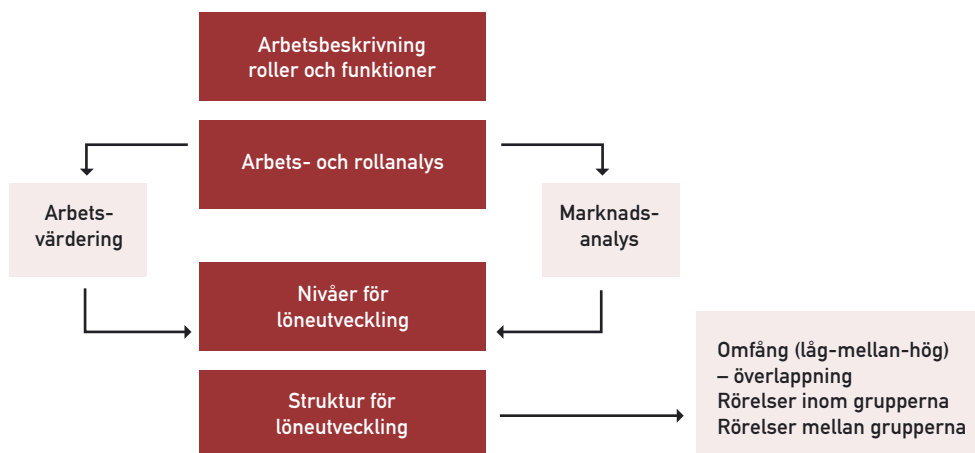 Arbetsbeskrivning
roller och funktioner
Arbets- och rollanalys
Arbets-
värdering
Marknads-
analys
Nivåer för
löneutveckling
Struktur för
löneutveckling
Omfång (låg-mellan-hög)
– överlappning
Rörelser inom grupperna
Rörelser mellan grupperna